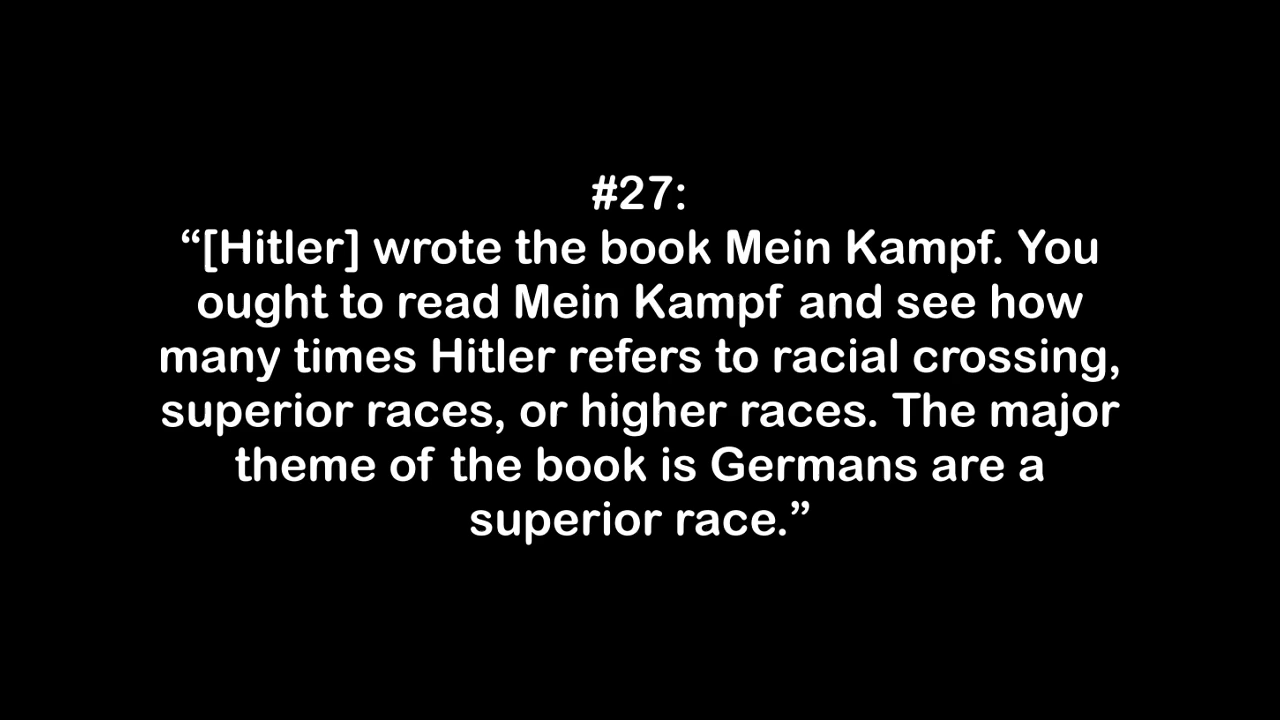 #27:
“[Hitler] wrote the book Mein Kampf. You
ought to read Mein Kampf and see how
many times Hitler refers to racial crossing,
superior races, or higher races. The major
theme of the book is Germans are a
superior race.”